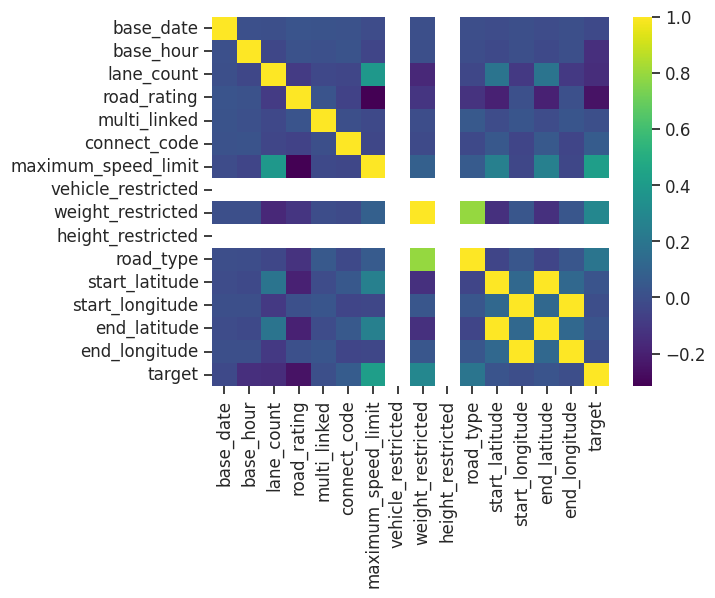 base_date
base_hour
lane_count
road_rating
multi_linked
connect_code
maximum_speed_limit
vehicle_restricted
weight_restricted
height_restricted
road_type
start_latitude
start_longitude
end_latitude
end_longitude
target
base_date
base_hour
lane_count
road_rating
multi_linked
connect_code
maximum_speed_limit
vehicle_restricted
weight_restricted
height_restricted
road_type
start_latitude
start_longitude
end_latitude
end_longitude
target
1.0
0.8
0.6
0.4
0.2
0.0
−0.2